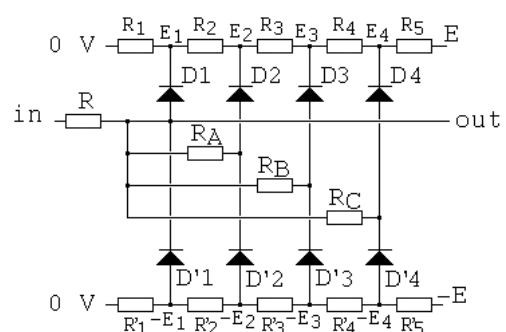 R1 E1 R2 E2 R3 E3 R4 E4 R5
0 V E
D1 D2 D3 D4
R
in out
RA
RB
RC
D'1 D'2 D'3 D'4
0 V -E
R'1 -E1 R'2 -E2 R'3 -E3 R'4 -E4 R'5